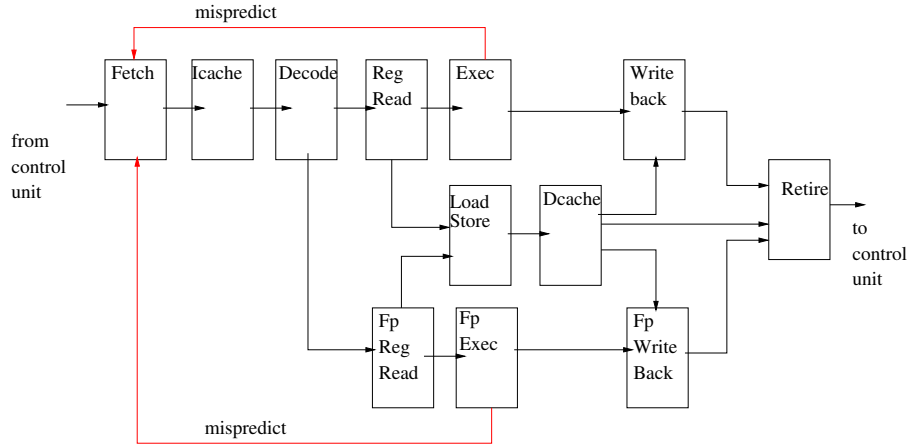 mispredict
Fetch
Icache
Decode
Reg
Read
Exec
Write
back
from
control
unit
Load
Store
Dcache
Retire
to
control
unit
Fp
Reg
Read
Fp
Exec
Fp
Write
Back
mispredict